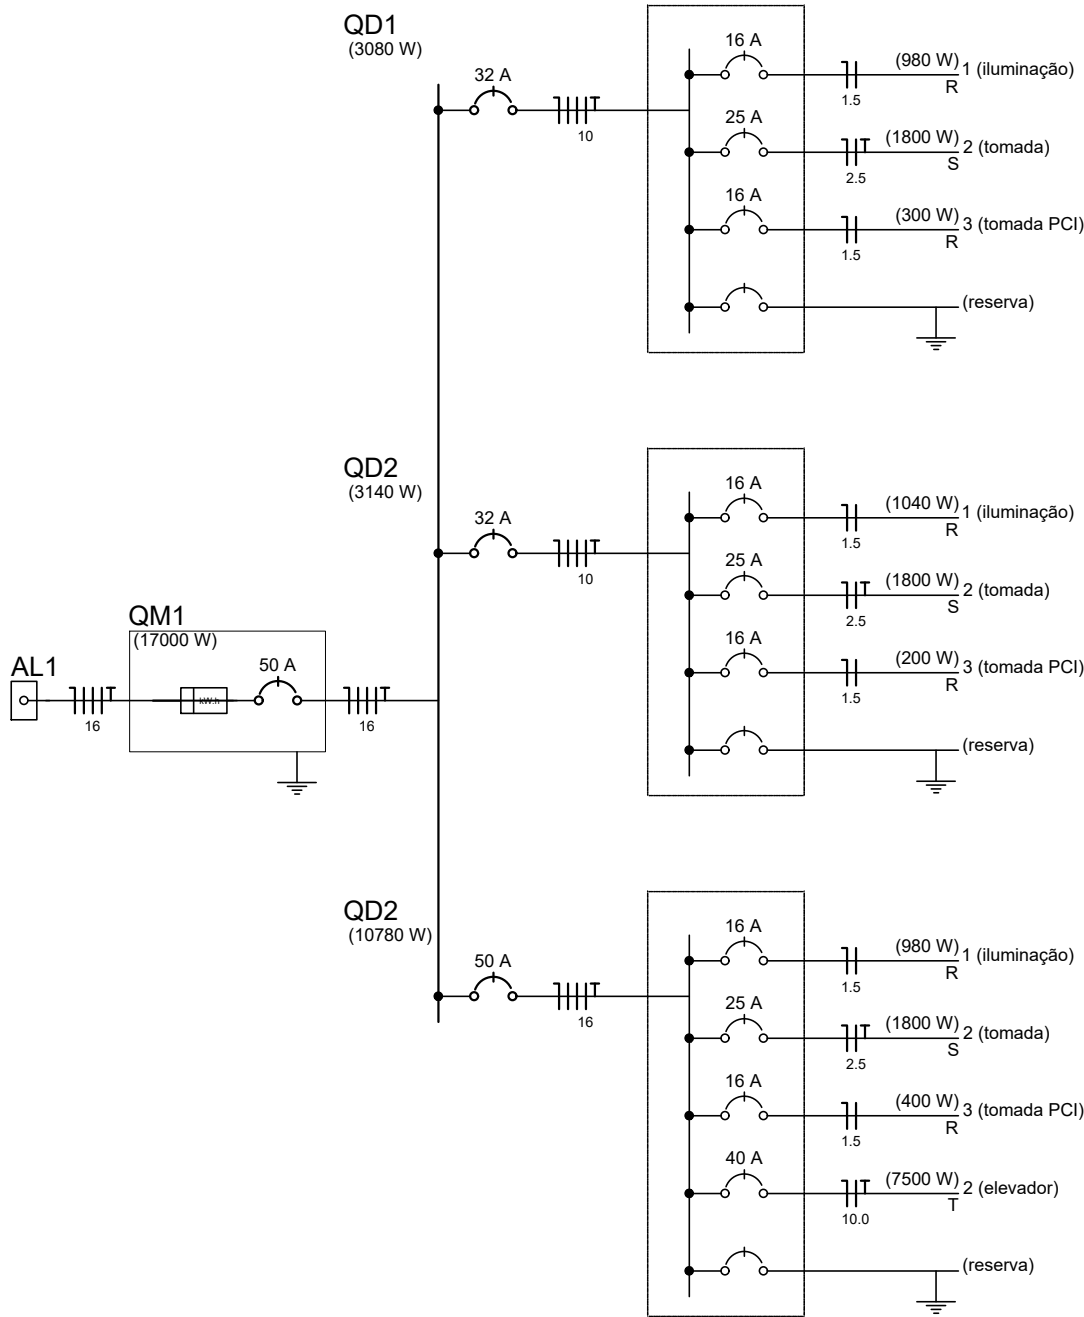 QD1
(3080 W)
32 A
10
16 A
(980 W)
1 (iluminação)
1.5
R
25 A
(1800 W)
2 (tomada)
2.5
S
16 A
(300 W)
3 (tomada PCI)
1.5
R
(reserva)
QD2
(3140 W)
32 A
10
16 A
(1040 W)
1 (iluminação)
1.5
R
25 A
(1800 W)
2 (tomada)
2.5
S
16 A
(200 W)
3 (tomada PCI)
1.5
R
(reserva)
AL1
16
QM1
(17000 W)
kW.h
50 A
16
QD2
(10780 W)
50 A
16
16 A
(980 W)
1 (iluminação)
1.5
R
25 A
(1800 W)
2 (tomada)
2.5
S
16 A
(400 W)
3 (tomada PCI)
1.5
R
40 A
(7500 W)
2 (elevador)
10.0
T
(reserva)